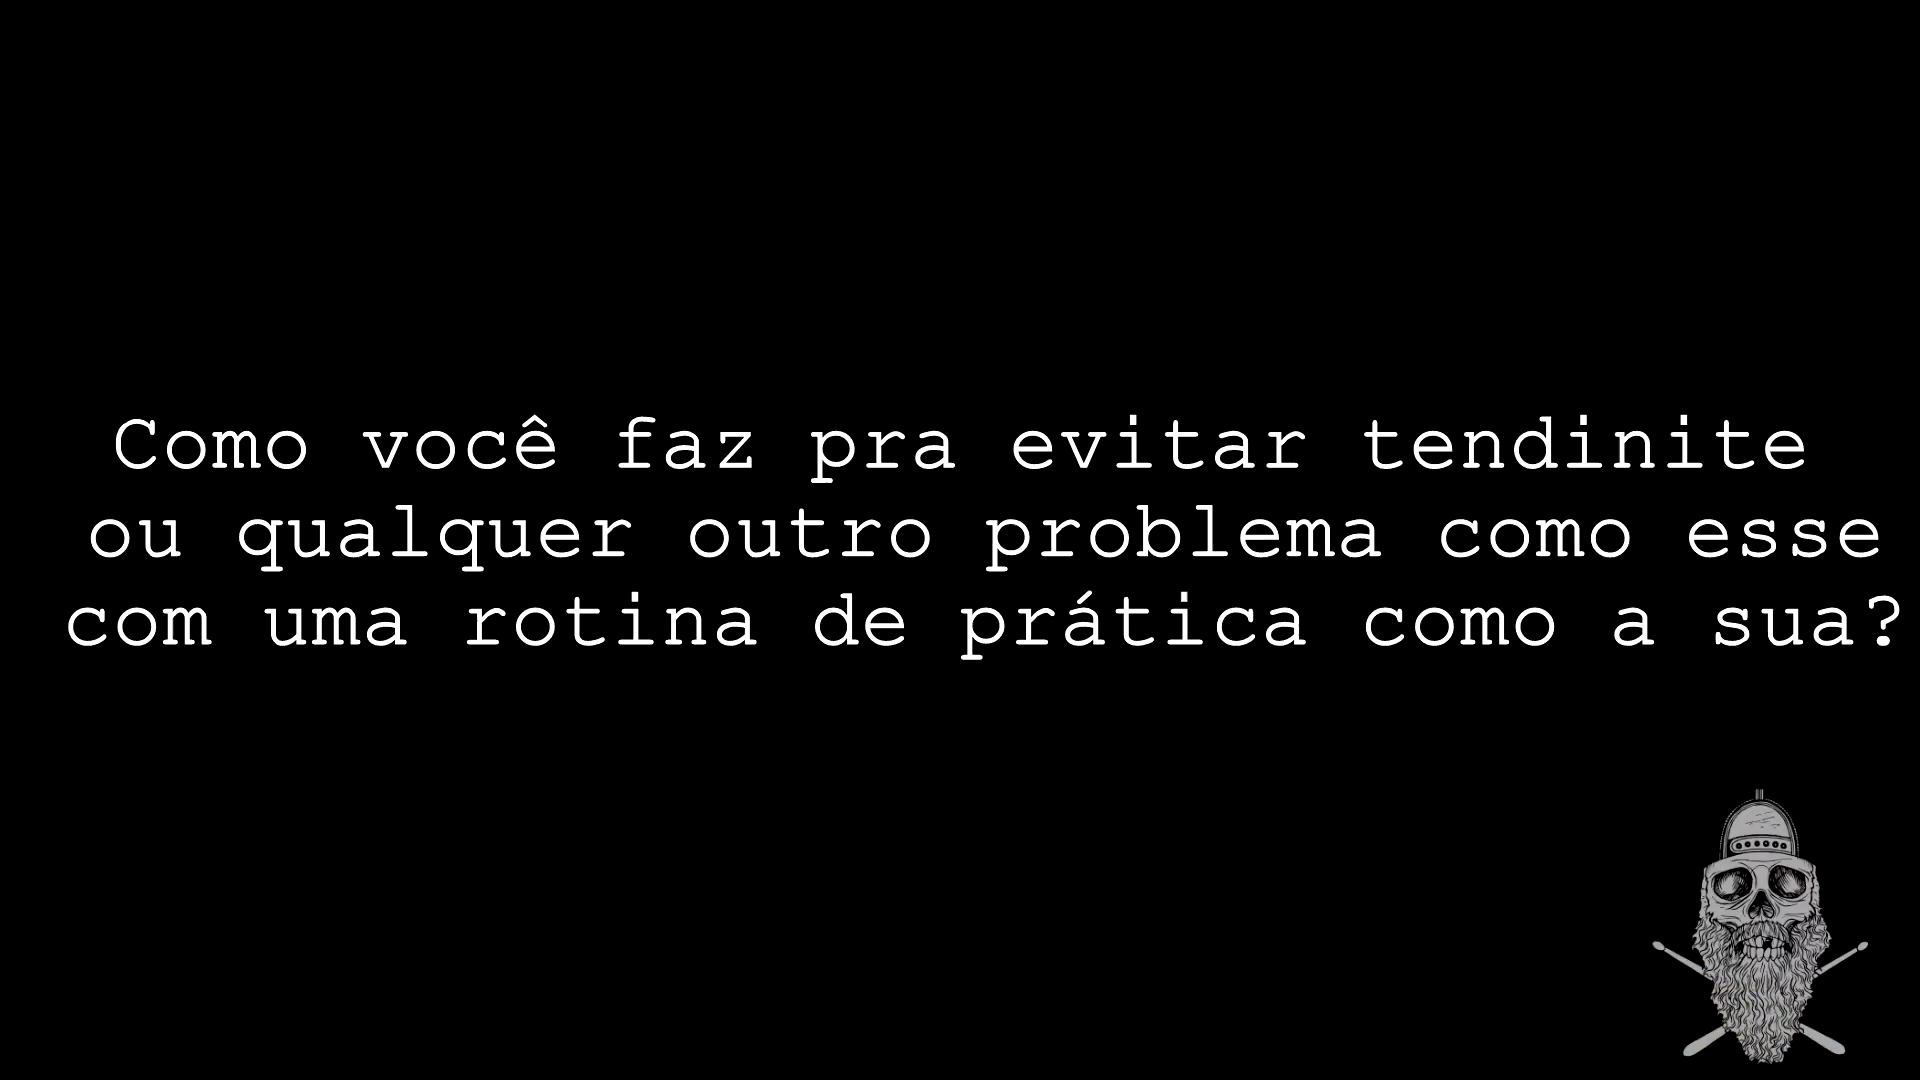 Como você faz pra evitar tendinite
ou qualquer outro problema como esse
com uma rotina de prática como a sua?